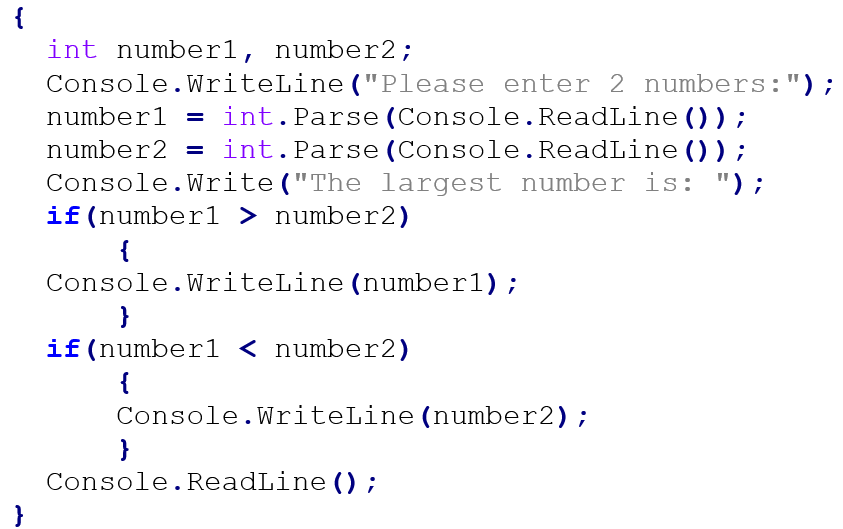 {
int number1, number2;
Console.WriteLine("Please enter 2 numbers:");
number1 = int.Parse(Console.ReadLine());
number2 = int.Parse(Console.ReadLine());
Console.Write("The largest number is: ");
if(number1 > number2)
{
Console.WriteLine(number1);
}
if(number1 < number2)
{
Console.WriteLine(number2);
}
Console.ReadLine();
}